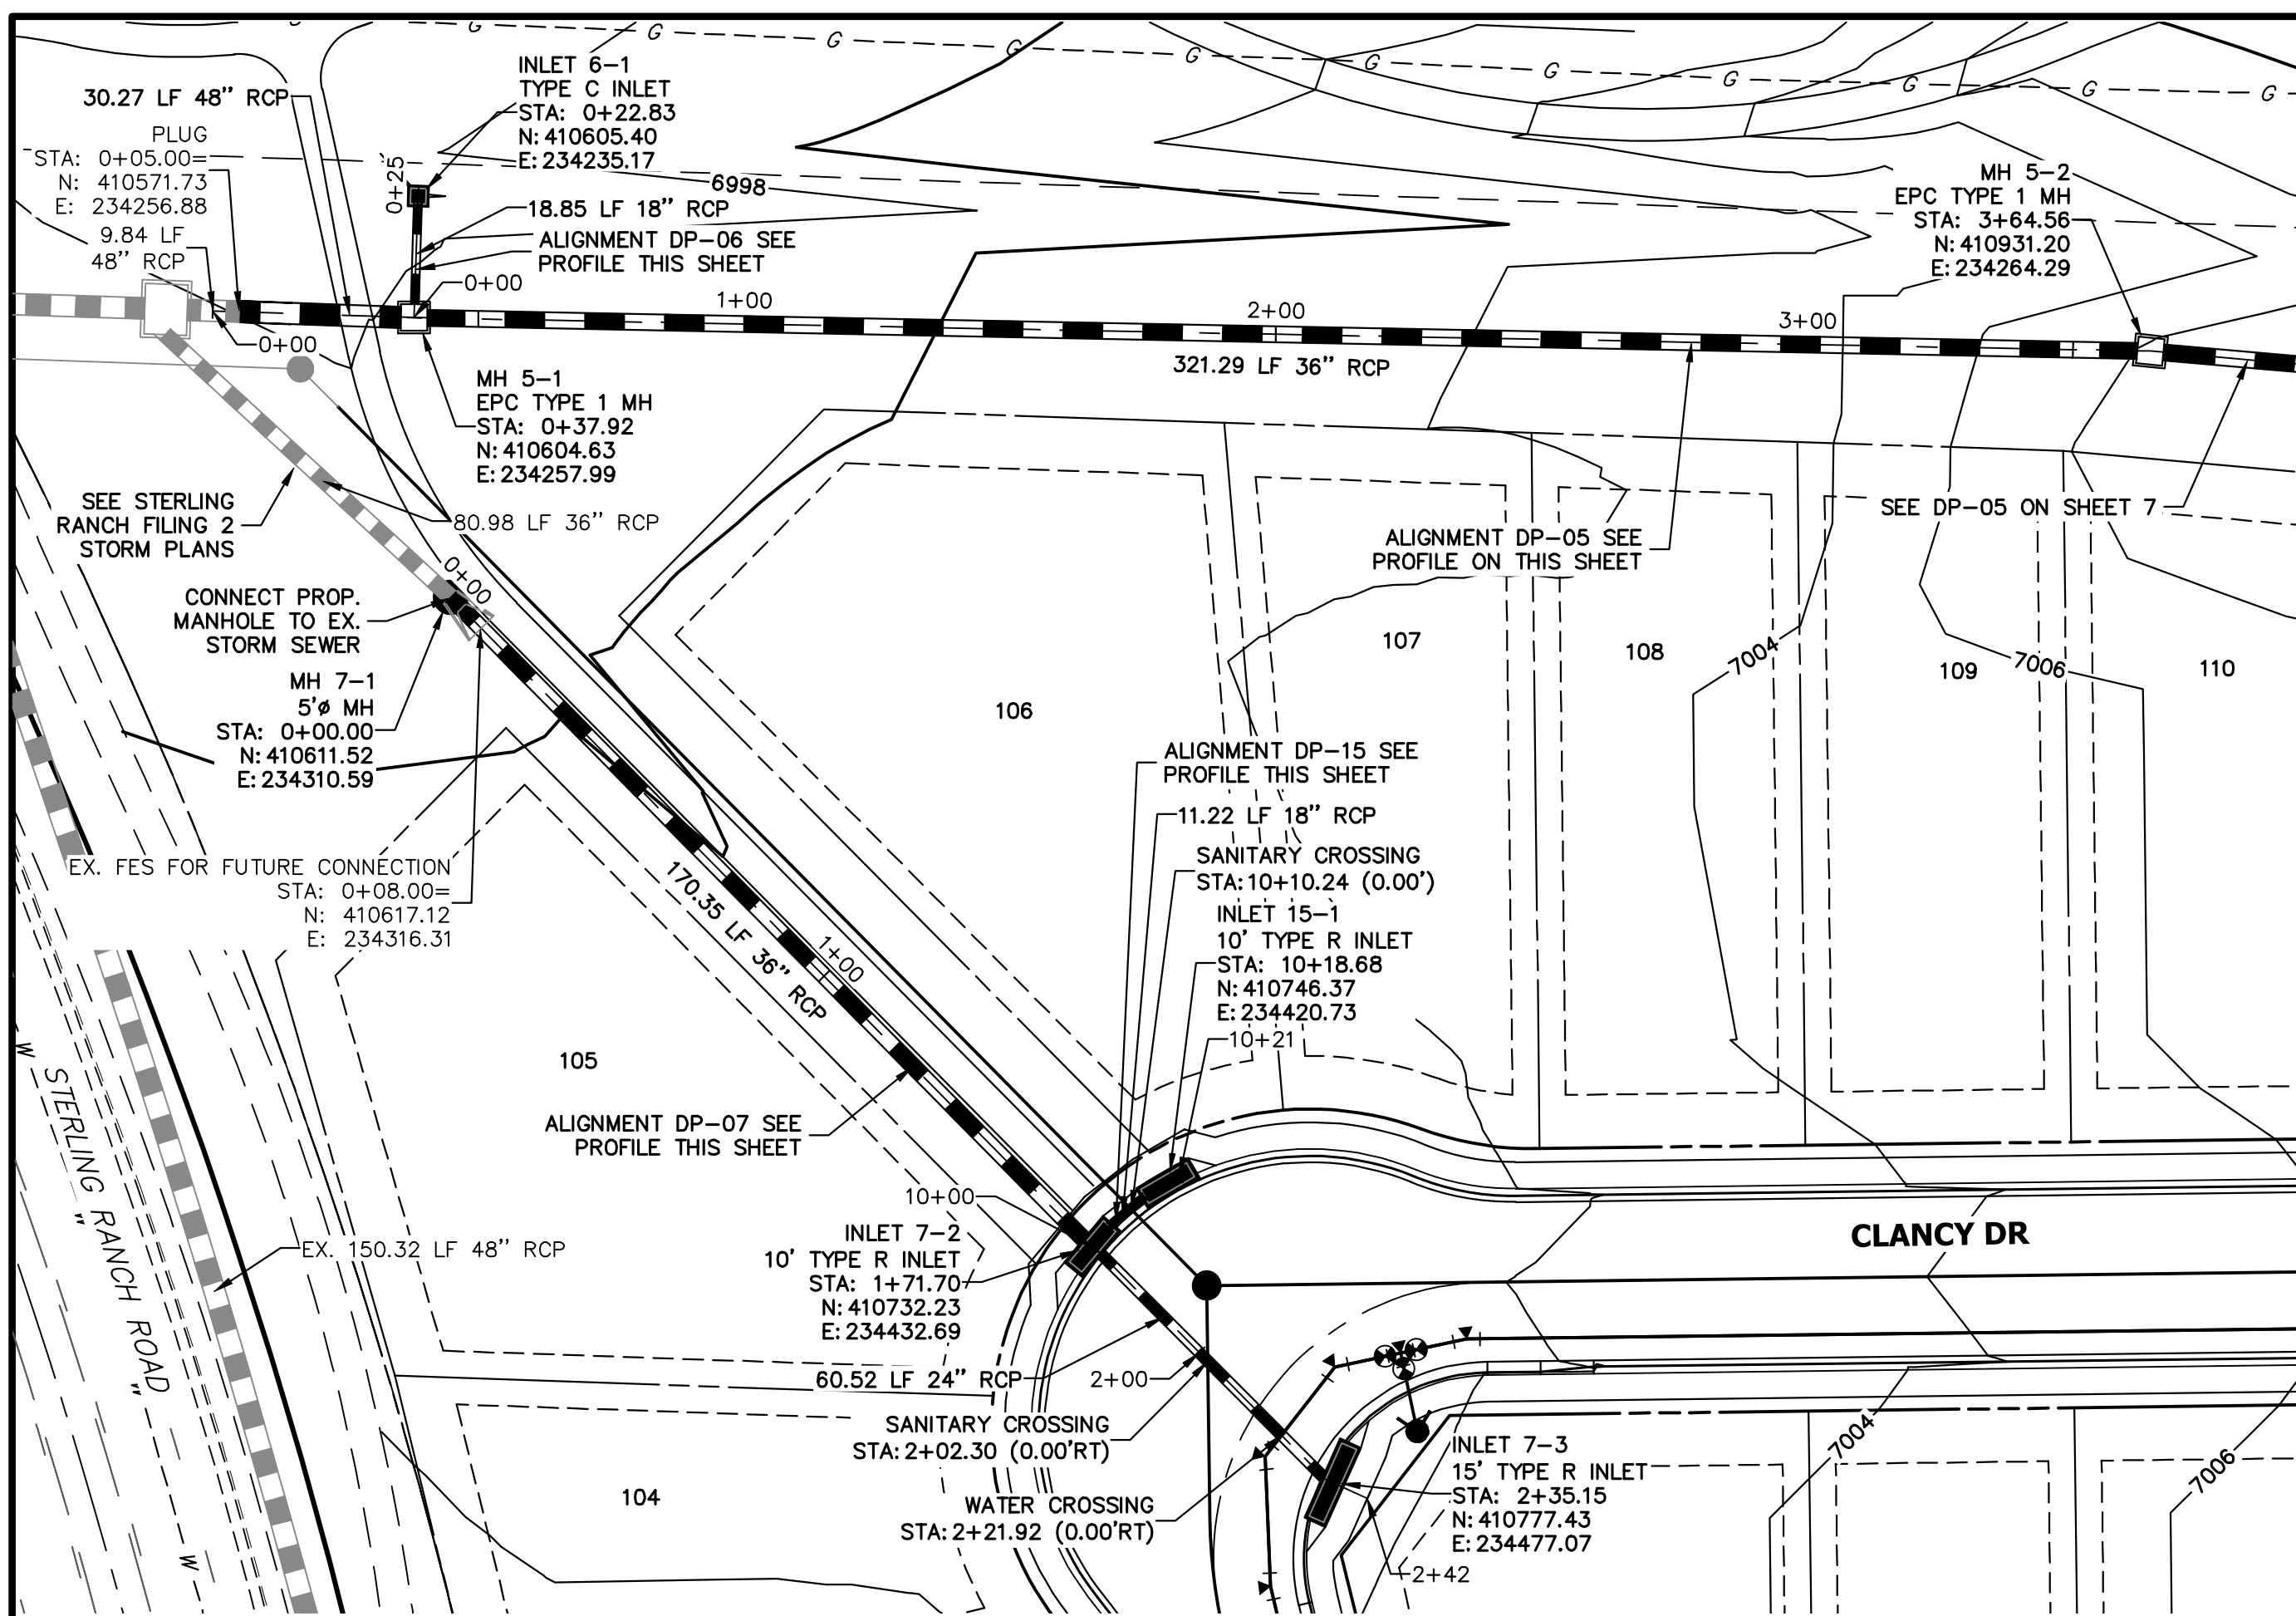 G G G G G G G G G G G
INLET 6-1
TYPE C INLET
STA: 0+22.83
N: 410605.40
E: 234235.17
30.27 LF 48” RCP
PLUG
STA: 0+05.00=
N: 410571.73
E: 234256.88
9.84 LF
48” RCP
0+25
6998
18.85 LF 18” RCP
ALIGNMENT DP-06 SEE
PROFILE THIS SHEET
0+00
0+00
1+00
2+00
3+00
MH 5-2
EPC TYPE 1 MH
STA: 3+64.56
N: 410931.20
E: 234264.29
321.29 LF 36” RCP
MH 5-1
EPC TYPE 1 MH
STA: 0+37.92
N: 410604.63
E: 234257.99
SEE STERLING
RANCH FILING 2
STORM PLANS
80.98 LF 36” RCP
SEE DP-05 ON SHEET 7
ALIGNMENT DP-05 SEE
PROFILE ON THIS SHEET
0+00
CONNECT PROP.
MANHOLE TO EX.
STORM SEWER
MH 7-1
5'ø MH
STA: 0+00.00
N: 410611.52
E: 234310.59
106
107
108
7004
109
7006
110
ALIGNMENT DP-15 SEE
PROFILE THIS SHEET
11.22 LF 18” RCP
SANITARY CROSSING
STA: 10+10.24 (0.00')
INLET 15-1
10' TYPE R INLET
STA: 10+18.68
N: 410746.37
E: 234420.73
10+21
EX. FES FOR FUTURE CONNECTION
STA: 0+08.00=
N: 410617.12
E: 234316.31
170.35 LF 36” RCP
1+00
105
ALIGNMENT DP-07 SEE
PROFILE THIS SHEET
W
STERLING RANCH ROAD
"
"
W
EX. 150.32 LF 48” RCP
10+00
INLET 7-2
10' TYPE R INLET
STA: 1+71.70
N: 410732.23
E: 234432.69
CLANCY DR
60.52 LF 24” RCP
2+00
SANITARY CROSSING
STA: 2+02.30 (0.00'RT)
WATER CROSSING
STA: 2+21.92 (0.00'RT)
104
INLET 7-3
15' TYPE R INLET
STA: 2+35.15
N: 410777.43
E: 234477.07
2+42
7004
7006